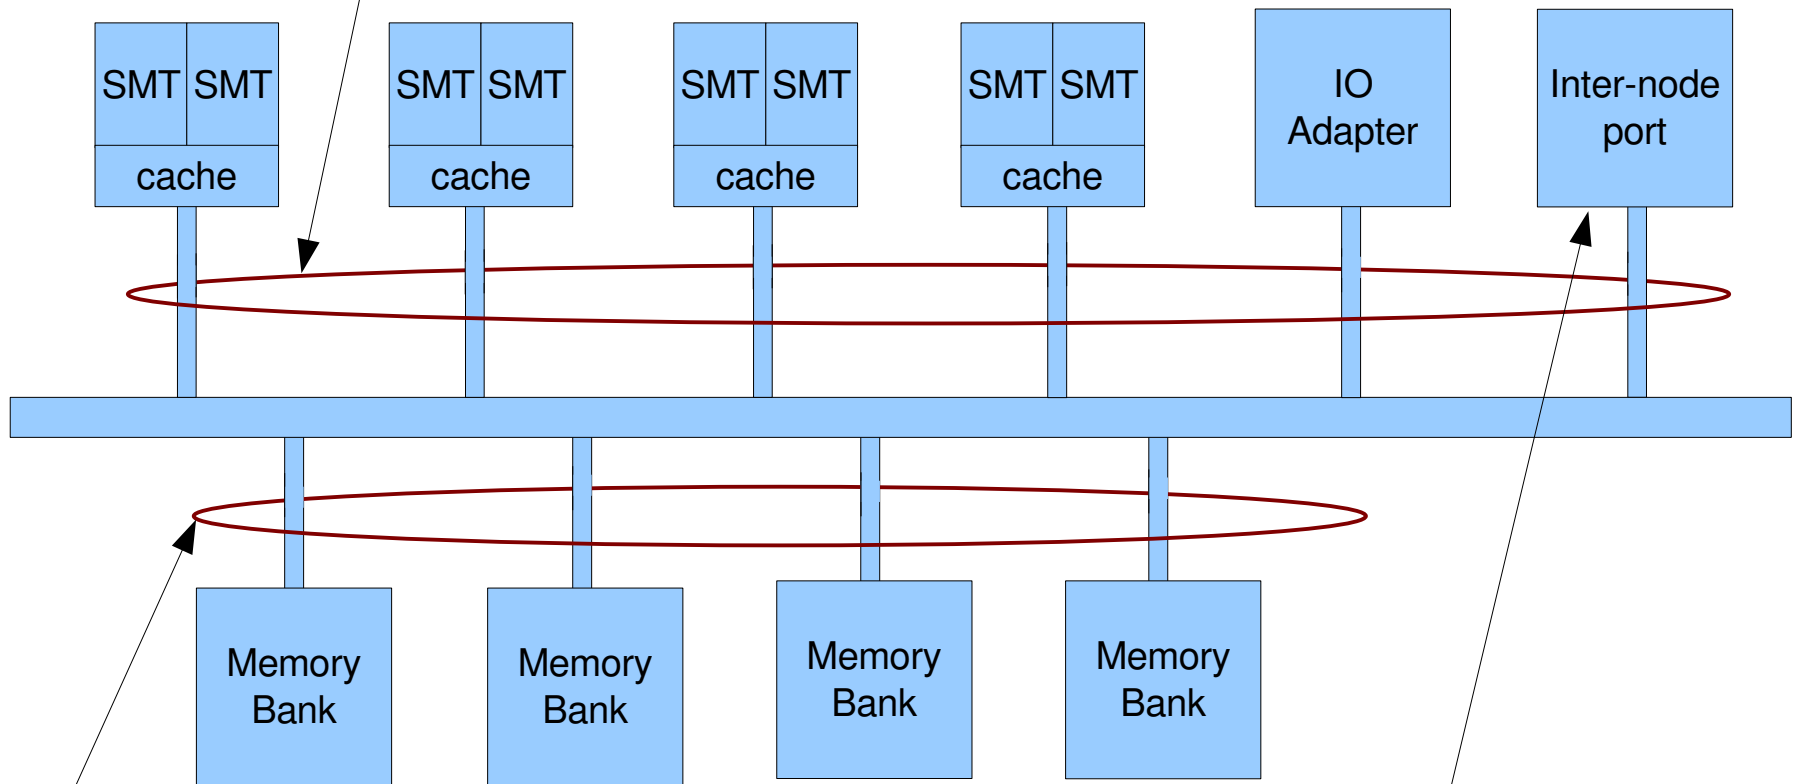 SMT SMT
cache
SMT SMT
cache
SMT SMT
cache
SMT SMT
cache
IO
Adapter
Inter-node
port
Memory
Bank
Memory
Bank
Memory
Bank
Memory
Bank